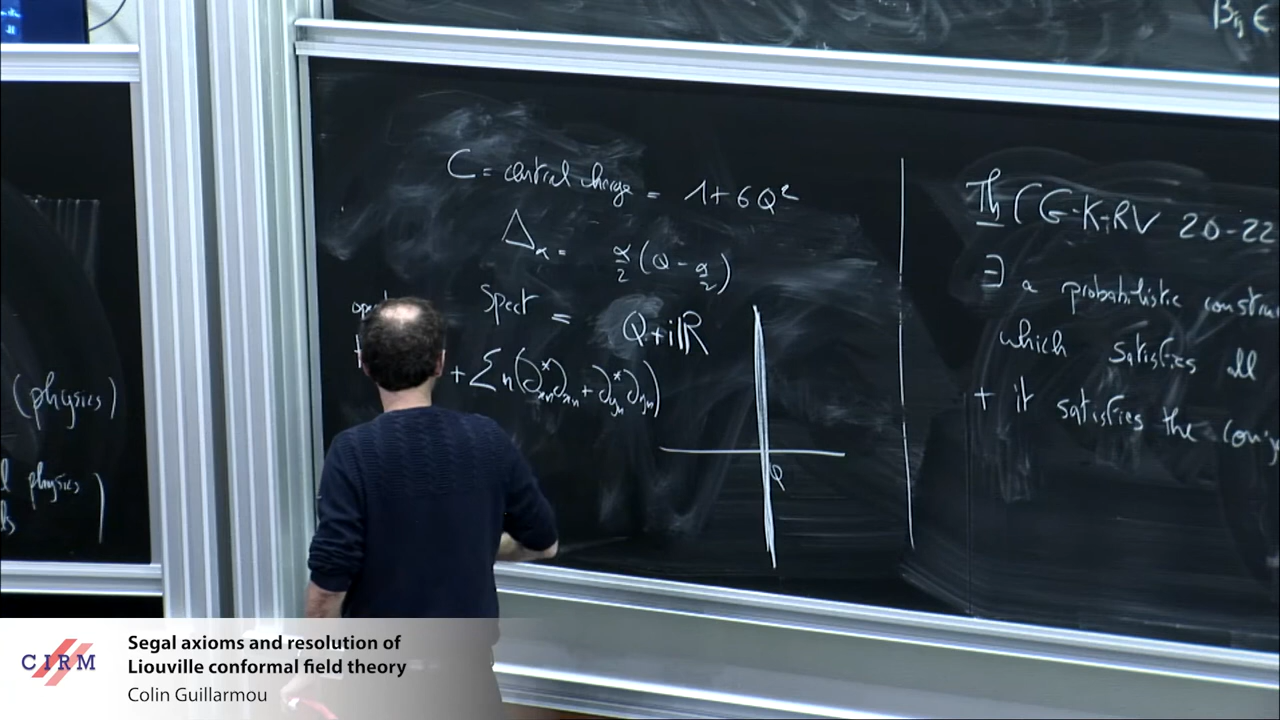 (physics)
physics)
C = central charge = 1 + 6Q²
Δ_α = α/2 (Q - α/2)
Spect = Q + iℝ
+ Σ n(∂*_{xn}∂_{xn} + ∂*_{yn}∂_{yn})
Q
Th (G-K-RV 20-22
∃ a probabilistic constru
which satisfies all
+ it satisfies the conj
CIRM
Segal axioms and resolution of
Liouville conformal field theory
Colin Guillarmou